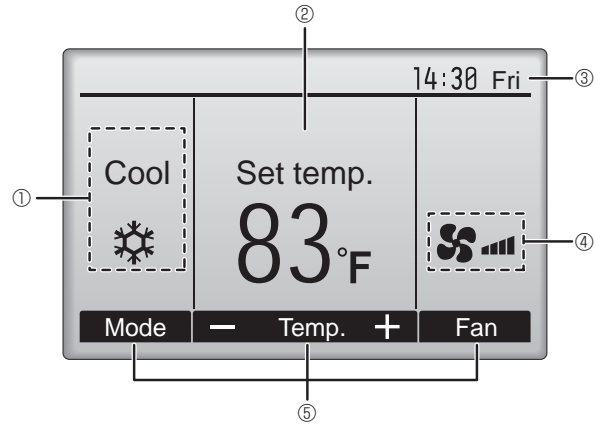 ②
14:30 Fri ③
① Cool
Set temp.
83°F
④
Mode − Temp. + Fan
⑤